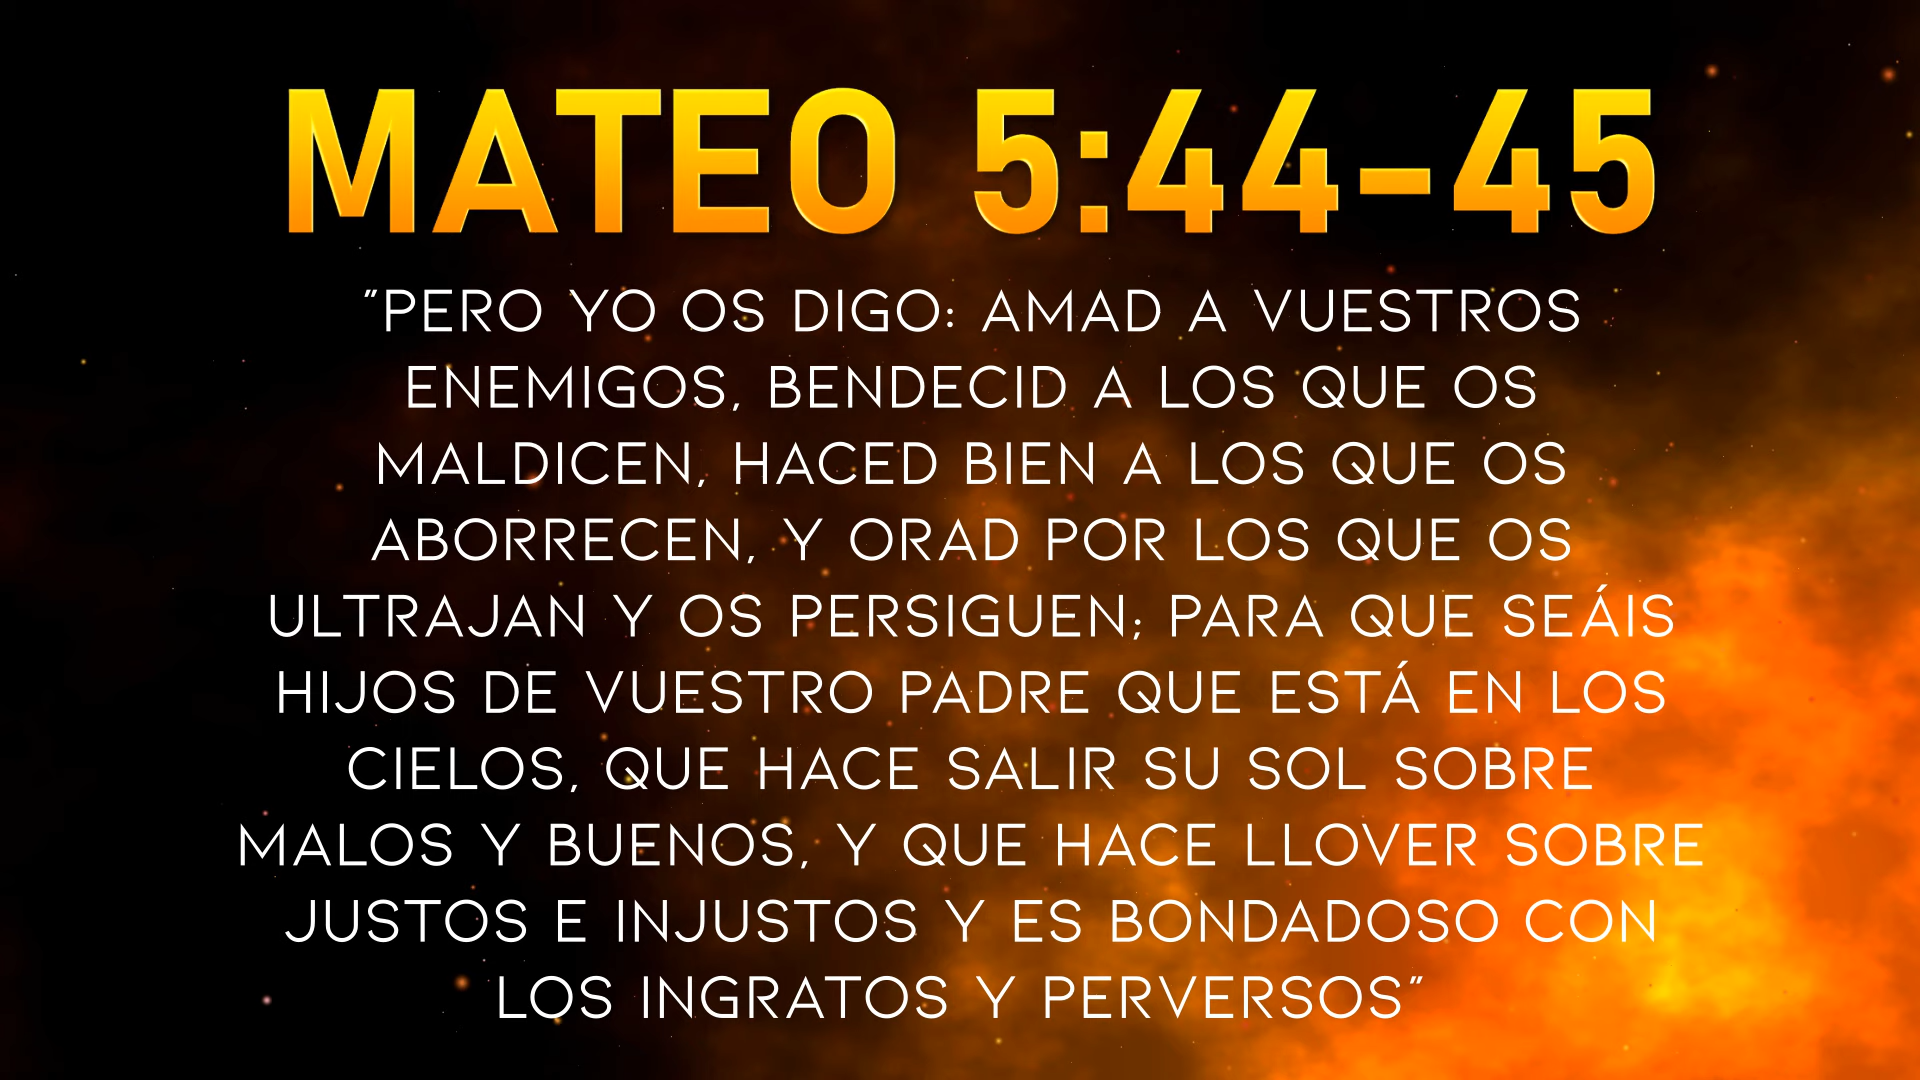 MATEO 5:44-45
"PERO YO OS DIGO: AMAD A VUESTROS
ENEMIGOS, BENDECID A LOS QUE OS
MALDICEN, HACED BIEN A LOS QUE OS
ABORRECEN, Y ORAD POR LOS QUE OS
ULTRAJAN Y OS PERSIGUEN; PARA QUE SEÁIS
HIJOS DE VUESTRO PADRE QUE ESTÁ EN LOS
CIELOS, QUE HACE SALIR SU SOL SOBRE
MALOS Y BUENOS, Y QUE HACE LLOVER SOBRE
JUSTOS E INJUSTOS Y ES BONDADOSO CON
LOS INGRATOS Y PERVERSOS"